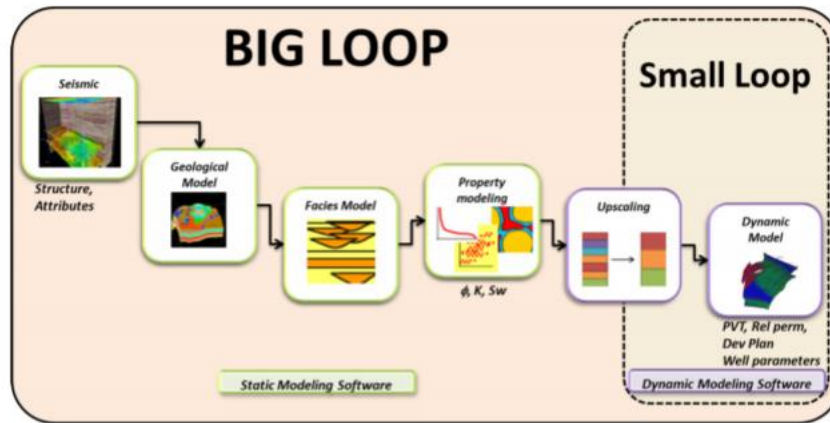 BIG LOOP
Small Loop
Seismic
Structure,
Attributes
Geological
Model
Facies Model
Property
modeling
ϕ, K, Sw
Upscaling
Dynamic
Model
PVT, Rel perm,
Dev Plan
Well parameters
Static Modeling Software
Dynamic Modeling Software